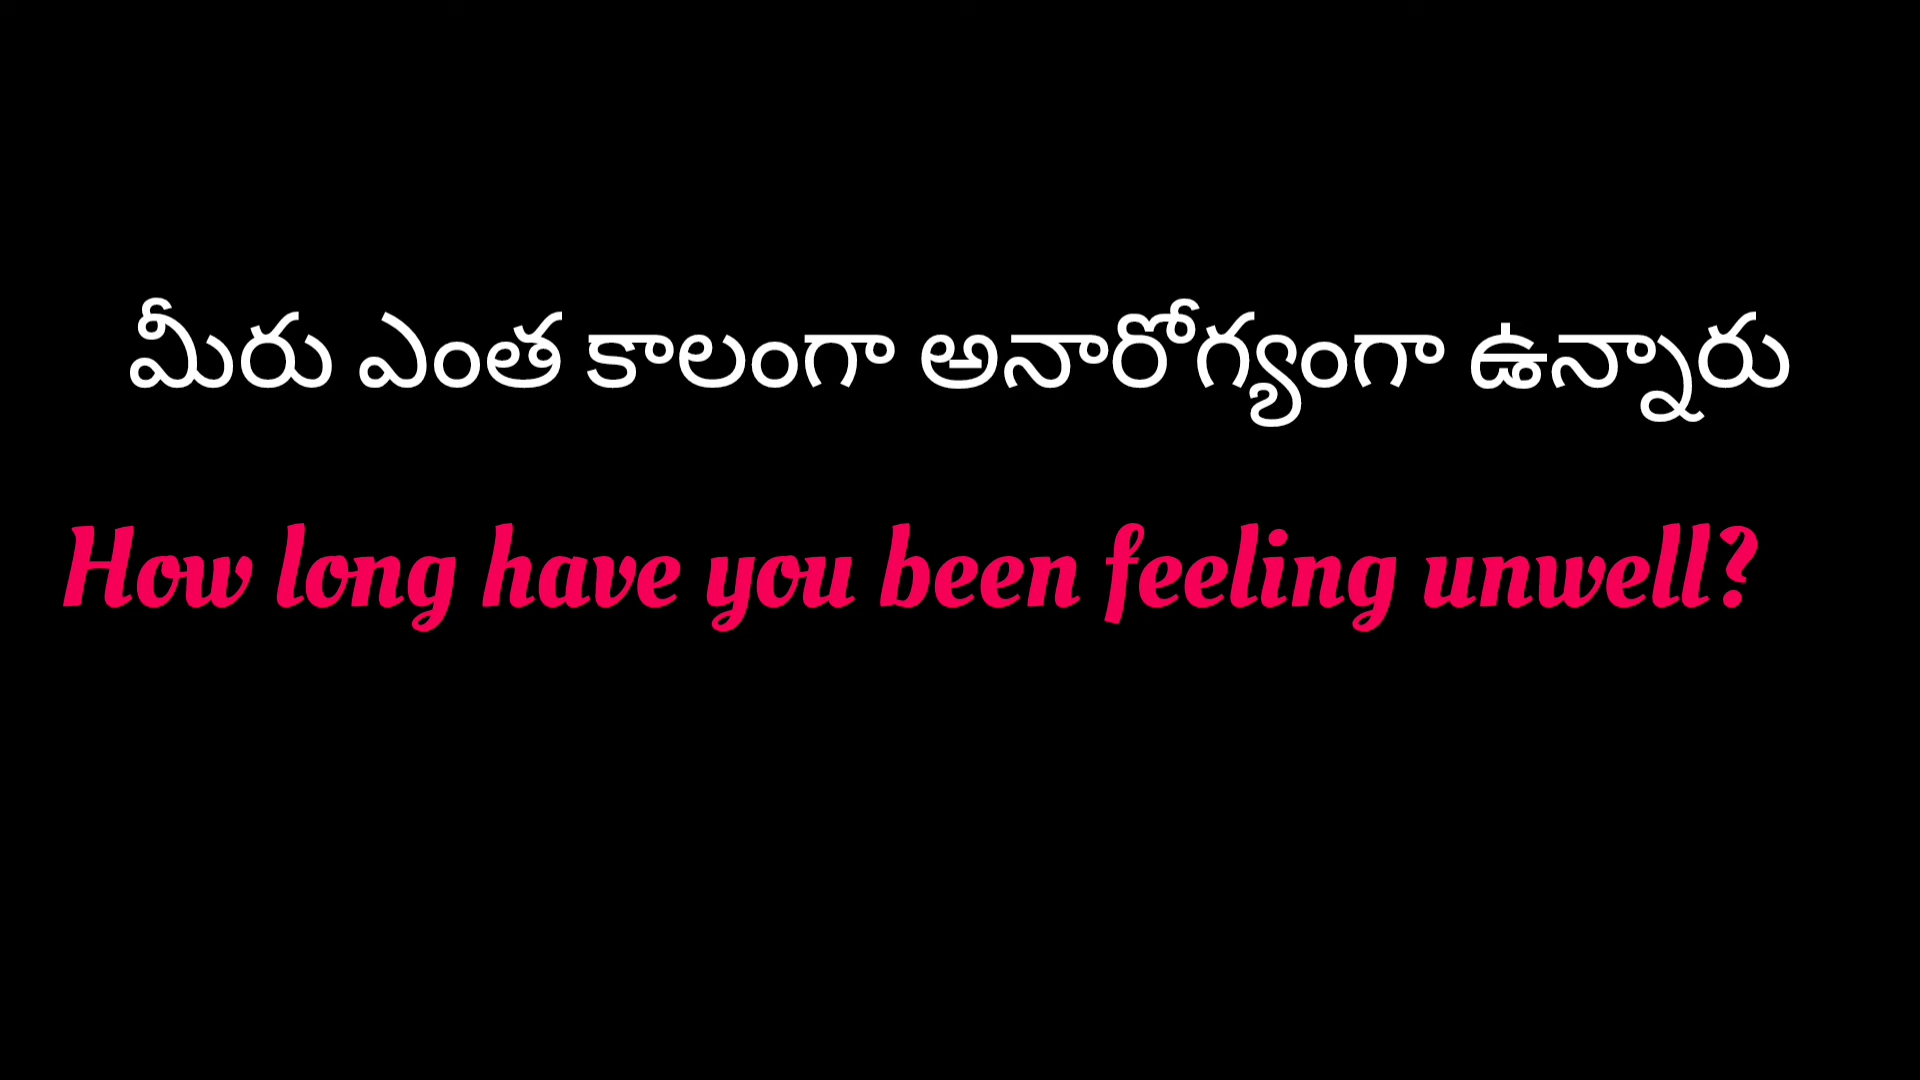 మీరు ఎంత కాలంగా అనారోగ్యంగా ఉన్నారు
How long have you been feeling unwell?